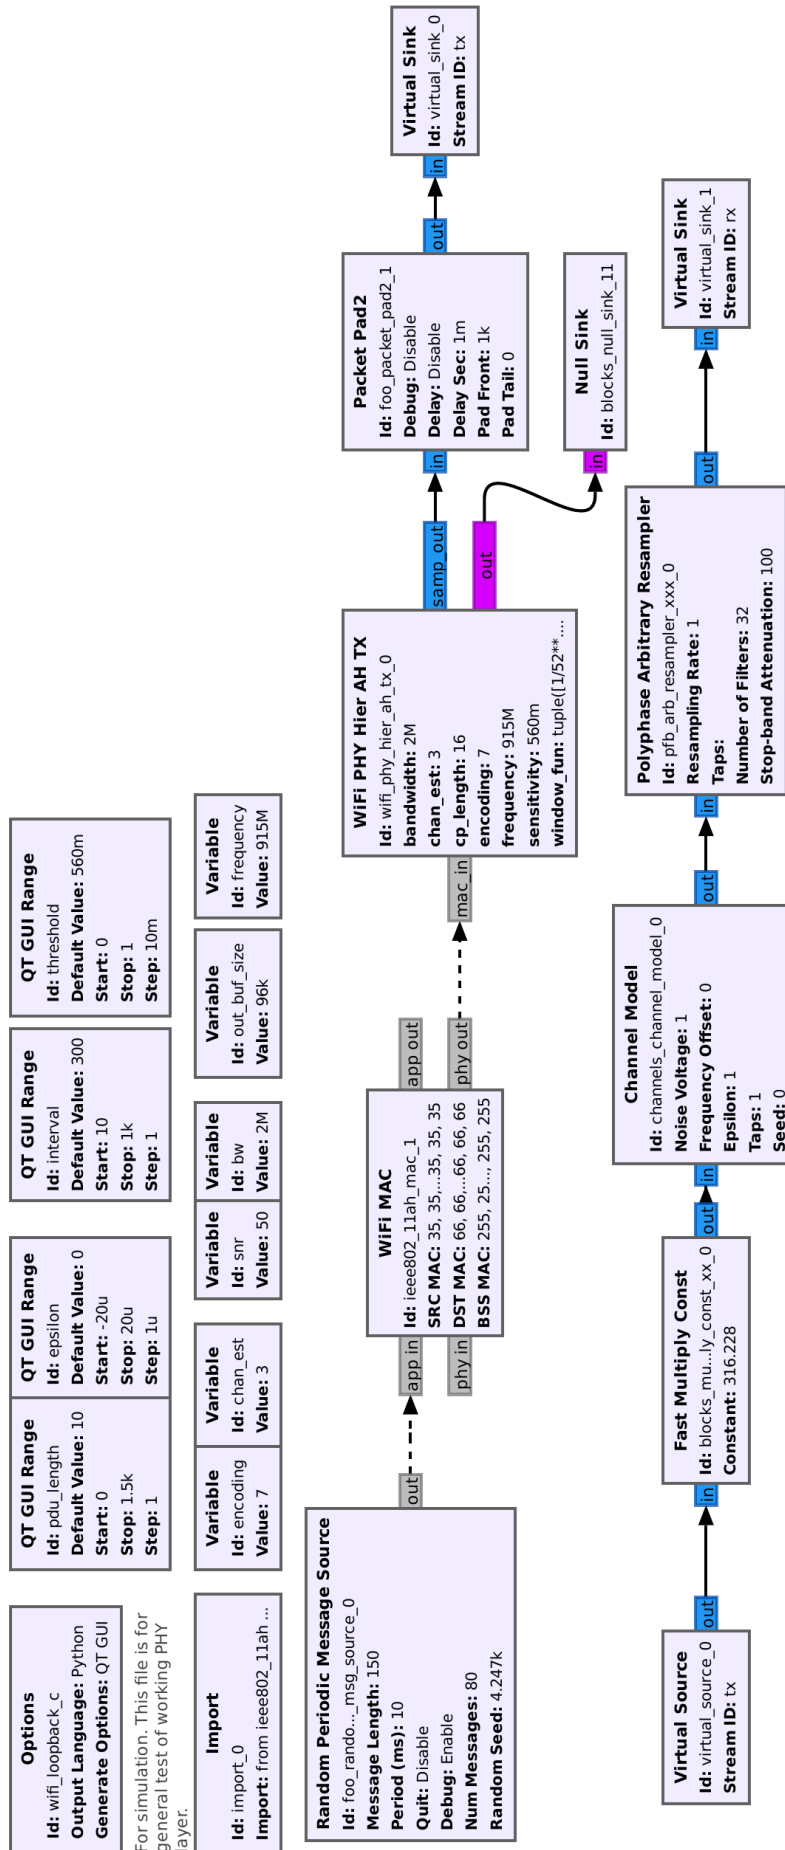 Options
Id: wifi_loopback_c
Output Language: Python
Generate Options: QT GUI
For simulation. This file is for
general test of working PHY
layer.
QT GUI Range
Id: pdu_length
Default Value: 10
Start: 0
Stop: 1.5k
Step: 1
QT GUI Range
Id: epsilon
Default Value: 0
Start: -20u
Stop: 20u
Step: 1u
QT GUI Range
Id: interval
Default Value: 300
Start: 10
Stop: 1k
Step: 1
QT GUI Range
Id: threshold
Default Value: 560m
Start: 0
Stop: 1
Step: 10m
Import
Id: import_0
Import: from ieee802_11ah ...
Variable
Id: encoding
Value: 7
Variable
Id: chan_est
Value: 3
Variable
Id: snr
Value: 50
Variable
Id: bw
Value: 2M
Variable
Id: out_buf_size
Value: 96k
Variable
Id: frequency
Value: 915M
Random Periodic Message Source
Id: foo_rando..._msg_source_0
Message Length: 150
Period (ms): 10
Quit: Disable
Debug: Enable
Num Messages: 80
Random Seed: 4.247k
out
app in
phy in
WiFi MAC
Id: ieee802_11ah_mac_1
SRC MAC: 35, 35,...35, 35, 35
DST MAC: 66, 66,...66, 66, 66
BSS MAC: 255, 25..., 255, 255
app out
phy out
mac_in
WiFi PHY Hier AH TX
Id: wifi_phy_hier_ah_tx_0
bandwidth: 2M
chan_est: 3
cp_length: 16
encoding: 7
frequency: 915M
sensitivity: 560m
window_fun: tuple([1/52**....
samp_out
out
in
Packet Pad2
Id: foo_packet_pad2_1
Debug: Disable
Delay: Disable
Delay Sec: 1m
Pad Front: 1k
Pad Tail: 0
out
in
Virtual Sink
Id: virtual_sink_0
Stream ID: tx
in
Null Sink
Id: blocks_null_sink_11
Virtual Source
Id: virtual_source_0
Stream ID: tx
out
in
Fast Multiply Const
Id: blocks_mu...ly_const_xx_0
Constant: 316.228
out
in
Channel Model
Id: channels_channel_model_0
Noise Voltage: 1
Frequency Offset: 0
Epsilon: 1
Taps: 1
Seed: 0
out
in
Polyphase Arbitrary Resampler
Id: pfb_arb_resampler_xxx_0
Resampling Rate: 1
Taps:
Number of Filters: 32
Stop-band Attenuation: 100
out
in
Virtual Sink
Id: virtual_sink_1
Stream ID: rx